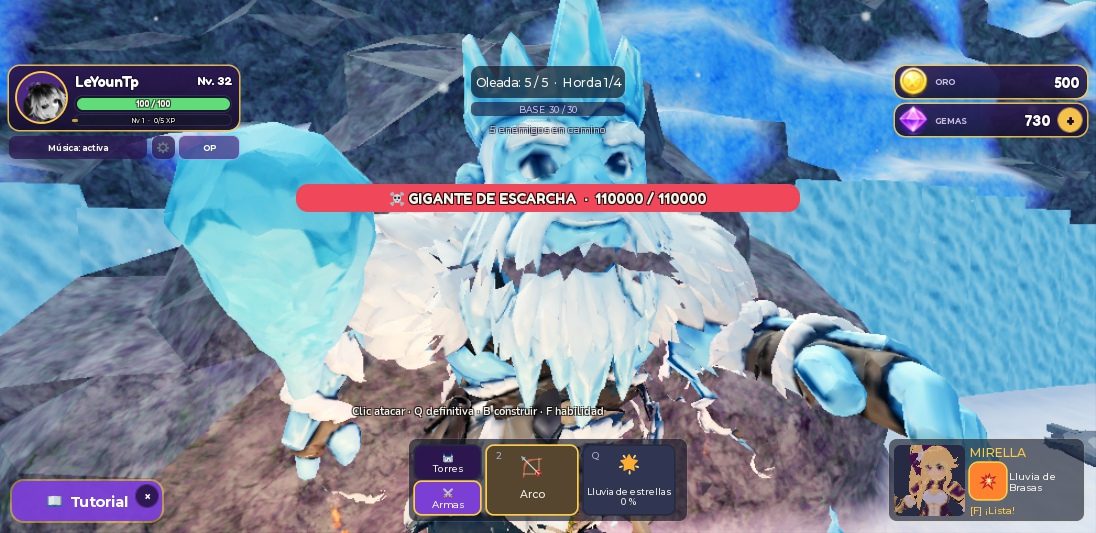 LeYounTp
Nv. 32
100 / 100
Nv 1 · 0/5 XP
Música: activa
OP
Oleada: 5 / 5 · Horda 1/4
BASE 30 / 30
5 enemigos en camino
ORO
500
GEMAS
730
+
GIGANTE DE ESCARCHA · 110000 / 110000
Clic atacar · Q definitiva · B construir · F habilidad
Torres
Armas
2
Arco
Q
Lluvia de estrellas
0 %
Tutorial
×
MIRELLA
Lluvia de
Brasas
[F] ¡Lista!